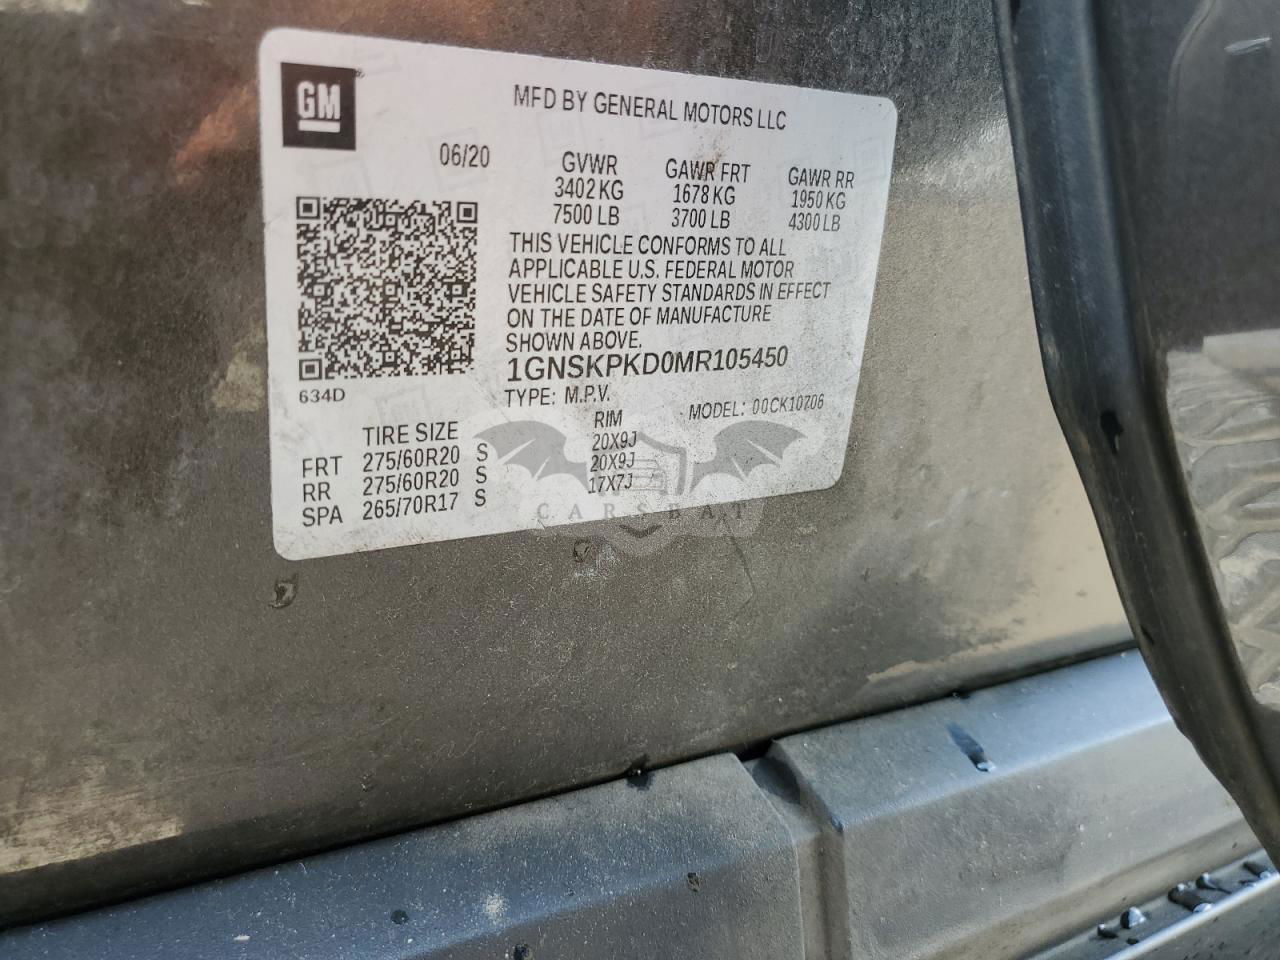 GM
MFD BY GENERAL MOTORS LLC
06/20
GVWR GAWR FRT GAWR RR
3402 KG 1678 KG 1950 KG
7500 LB 3700 LB 4300 LB
THIS VEHICLE CONFORMS TO ALL
APPLICABLE U.S. FEDERAL MOTOR
VEHICLE SAFETY STANDARDS IN EFFECT
ON THE DATE OF MANUFACTURE
SHOWN ABOVE.
1GNSKPKD0MR105450
634D
TYPE: M.P.V. MODEL: 00CK10706
TIRE SIZE RIM
FRT 275/60R20 S 20X9J
RR 275/60R20 S 20X9J
SPA 265/70R17 S 17X7J
CARSBAT